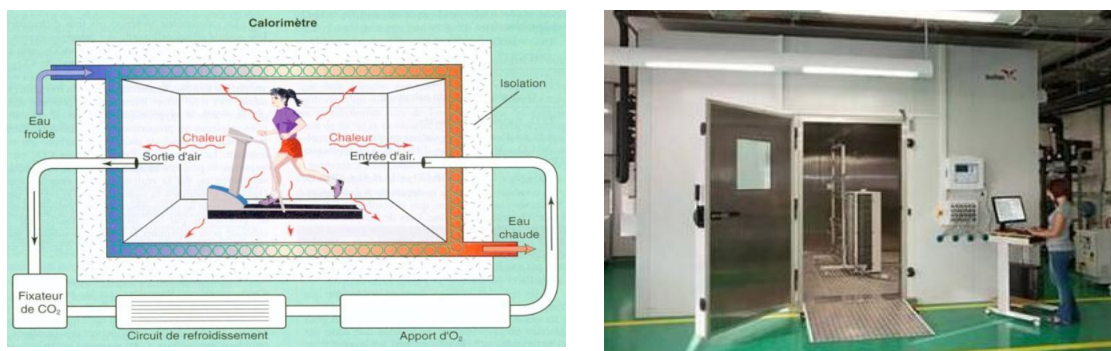 Calorimètre
Eau
froide
Isolation
Chaleur
Chaleur
Sortie d'air
Entrée d'air.
Eau
chaude
Fixateur
de CO₂
Circuit de refroidissement
Apport d'O₂